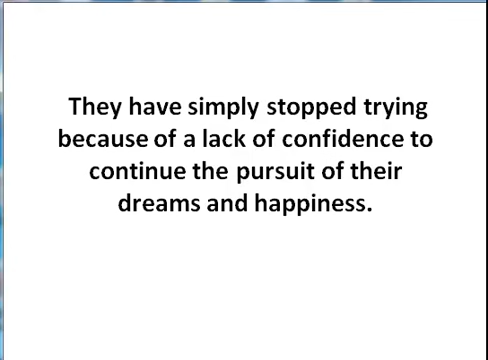 They have simply stopped trying
because of a lack of confidence to
continue the pursuit of their
dreams and happiness.